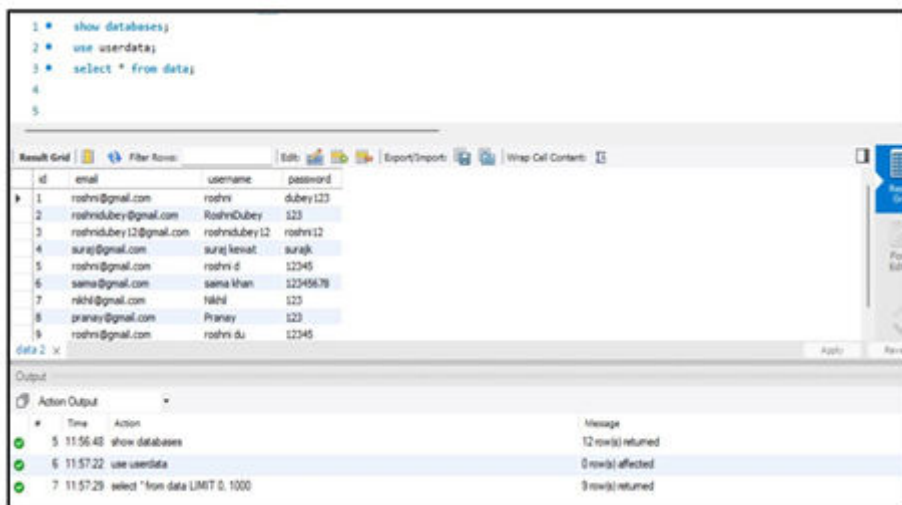 1 show databases;
2 use userdata;
3 select * from data;
4
5
Result Grid Filter Rows: Edit: Export/Import: Wrap Cell Content:
id email username password
1 roshni@gmail.com roshni dubey123
2 roshnidubey@gmail.com RoshniDubey 123
3 roshnidubey12@gmail.com roshnidubey12 roshni12
4 suraj@gmail.com suraj kewat surajk
5 roshni@gmail.com roshni d 12345
6 saima@gmail.com saima khan 12345678
7 nikhil@gmail.com Nikhil 123
8 pranay@gmail.com Pranay 123
9 roshni@gmail.com roshni du 12345
data 2 x Apply
Output
Action Output
# Time Action Message
5 11:56:48 show databases 12 row(s) returned
6 11:57:22 use userdata 0 row(s) affected
7 11:57:29 select * from data LIMIT 0, 1000 9 row(s) returned